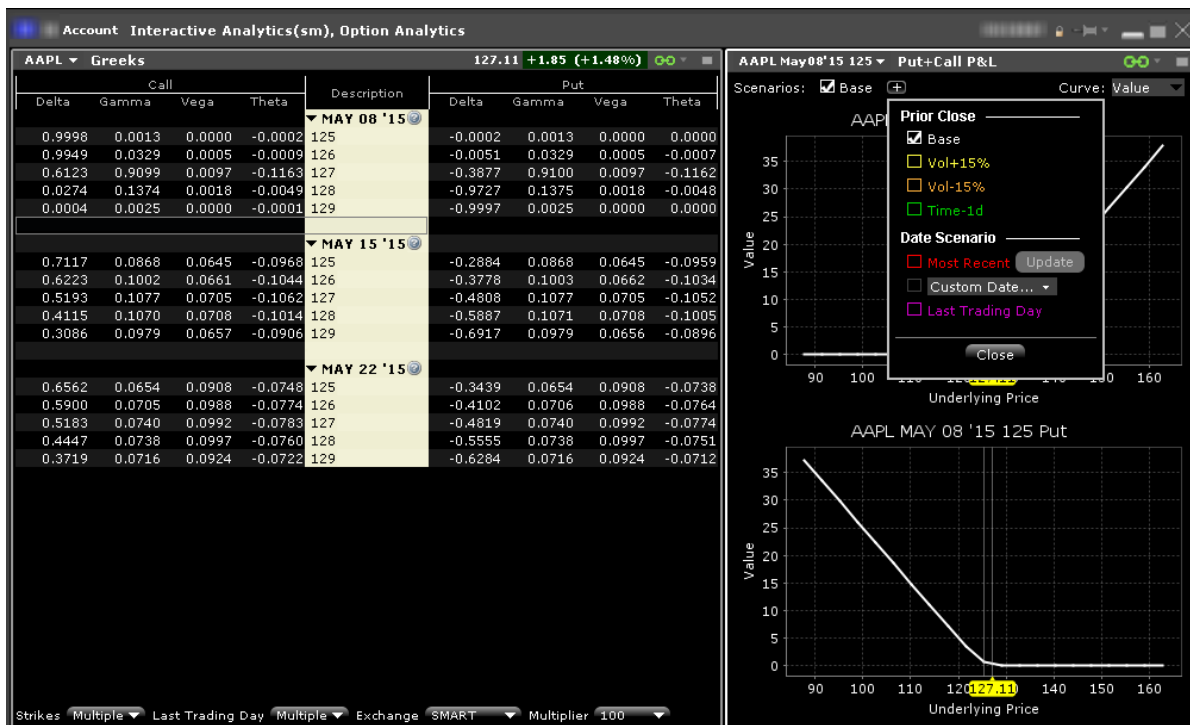 Account Interactive Analytics(sm), Option Analytics
AAPL Greeks 127.11 +1.85 (+1.48%)
Call Description Put
Delta Gamma Vega Theta Delta Gamma Vega Theta
MAY 08 '15
0.9998 0.0013 0.0000 -0.0002 125 -0.0002 0.0013 0.0000 0.0000
0.9949 0.0329 0.0005 -0.0009 126 -0.0051 0.0329 0.0005 -0.0007
0.6123 0.9099 0.0097 -0.1163 127 -0.3877 0.9100 0.0097 -0.1162
0.0274 0.1374 0.0018 -0.0049 128 -0.9727 0.1375 0.0018 -0.0048
0.0004 0.0025 0.0000 -0.0001 129 -0.9997 0.0025 0.0000 0.0000
MAY 15 '15
0.7117 0.0868 0.0645 -0.0968 125 -0.2884 0.0868 0.0645 -0.0959
0.6223 0.1002 0.0661 -0.1044 126 -0.3778 0.1003 0.0662 -0.1034
0.5193 0.1077 0.0705 -0.1062 127 -0.4808 0.1077 0.0705 -0.1052
0.4115 0.1070 0.0708 -0.1014 128 -0.5887 0.1071 0.0708 -0.1005
0.3086 0.0979 0.0657 -0.0906 129 -0.6917 0.0979 0.0656 -0.0896
MAY 22 '15
0.6562 0.0654 0.0908 -0.0748 125 -0.3439 0.0654 0.0908 -0.0738
0.5900 0.0705 0.0988 -0.0774 126 -0.4102 0.0706 0.0988 -0.0764
0.5183 0.0740 0.0992 -0.0783 127 -0.4819 0.0740 0.0992 -0.0774
0.4447 0.0738 0.0997 -0.0760 128 -0.5555 0.0738 0.0997 -0.0751
0.3719 0.0716 0.0924 -0.0722 129 -0.6284 0.0716 0.0924 -0.0712
Strikes Multiple Last Trading Day Multiple Exchange SMART Multiplier 100
AAPL May08'15 125 Put+Call P&L
Scenarios: Base Curve: Value
Prior Close
Base
Vol+15%
Vol-15%
Time-1d
Date Scenario
Most Recent Update
Custom Date...
Last Trading Day
Close
35
30
25
20
15
10
5
0
Value
90 100 160
Underlying Price
AAPL MAY 08 '15 125 Put
35
30
25
20
15
10
5
0
Value
90 100 110 120 127.11 140 150 160
Underlying Price